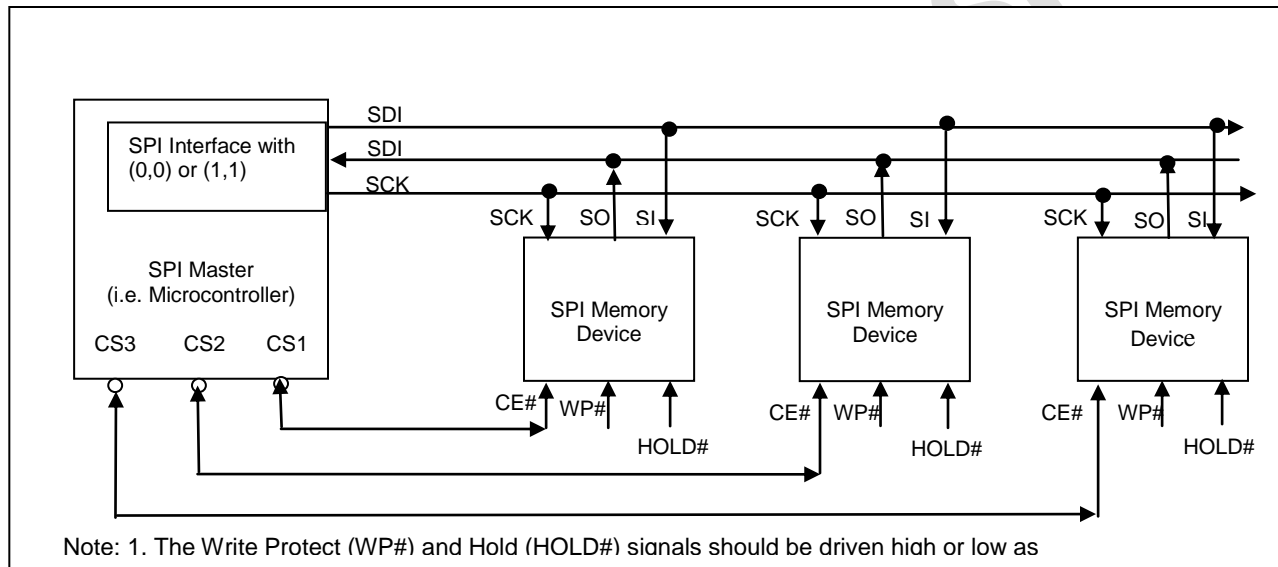 SDI
SPI Interface with
(0,0) or (1,1)
SDI
SCK
SCK SO SI
SCK SO SI
SCK SO SI
SPI Master
(i.e. Microcontroller)
SPI Memory
Device
SPI Memory
Device
SPI Memory
Device
CS3 CS2 CS1
CE# WP# HOLD#
CE# WP# HOLD#
CE# WP# HOLD#
Note: 1. The Write Protect (WP#) and Hold (HOLD#) signals should be driven high or low as